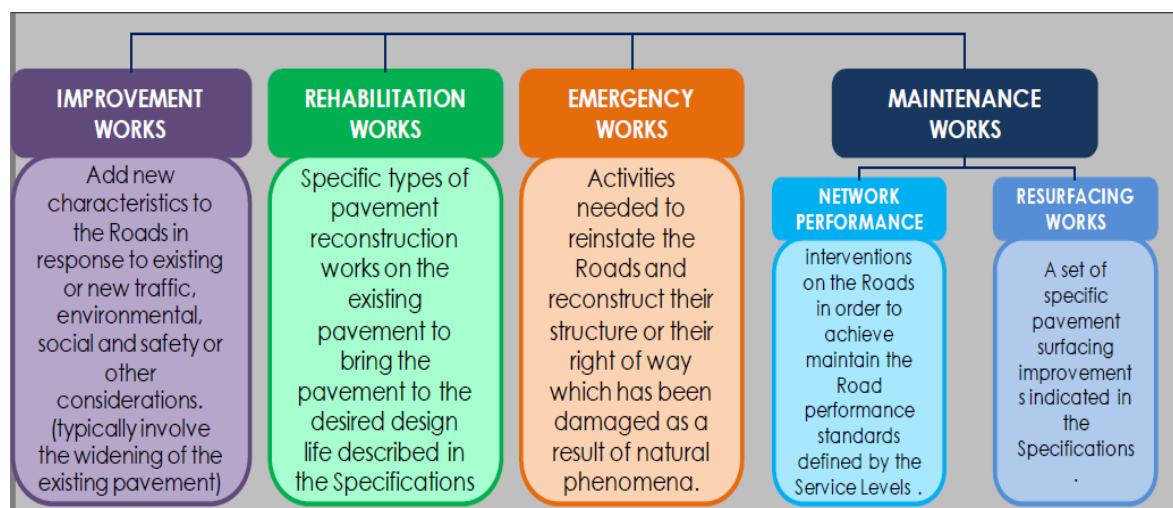 IMPROVEMENT
WORKS
Add new
characteristics to
the Roads in
response to existing
or new traffic,
environmental,
social and safety or
other
considerations.
(typically involve
the widening of the
existing pavement)
REHABILITATION
WORKS
Specific types of
pavement
reconstruction
works on the
existing
pavement to
bring the
pavement to the
desired design
life described in
the Specifications
EMERGENCY
WORKS
Activities
needed to
reinstate the
Roads and
reconstruct their
structure or their
right of way
which has been
damaged as a
result of natural
phenomena.
MAINTENANCE
WORKS
NETWORK
PERFORMANCE
interventions
on the Roads
in order to
achieve
maintain the
Road
performance
standards
defined by the
Service Levels .
RESURFACING
WORKS
A set of
specific
pavement
surfacing
improvement
s indicated in
the
Specifications
.